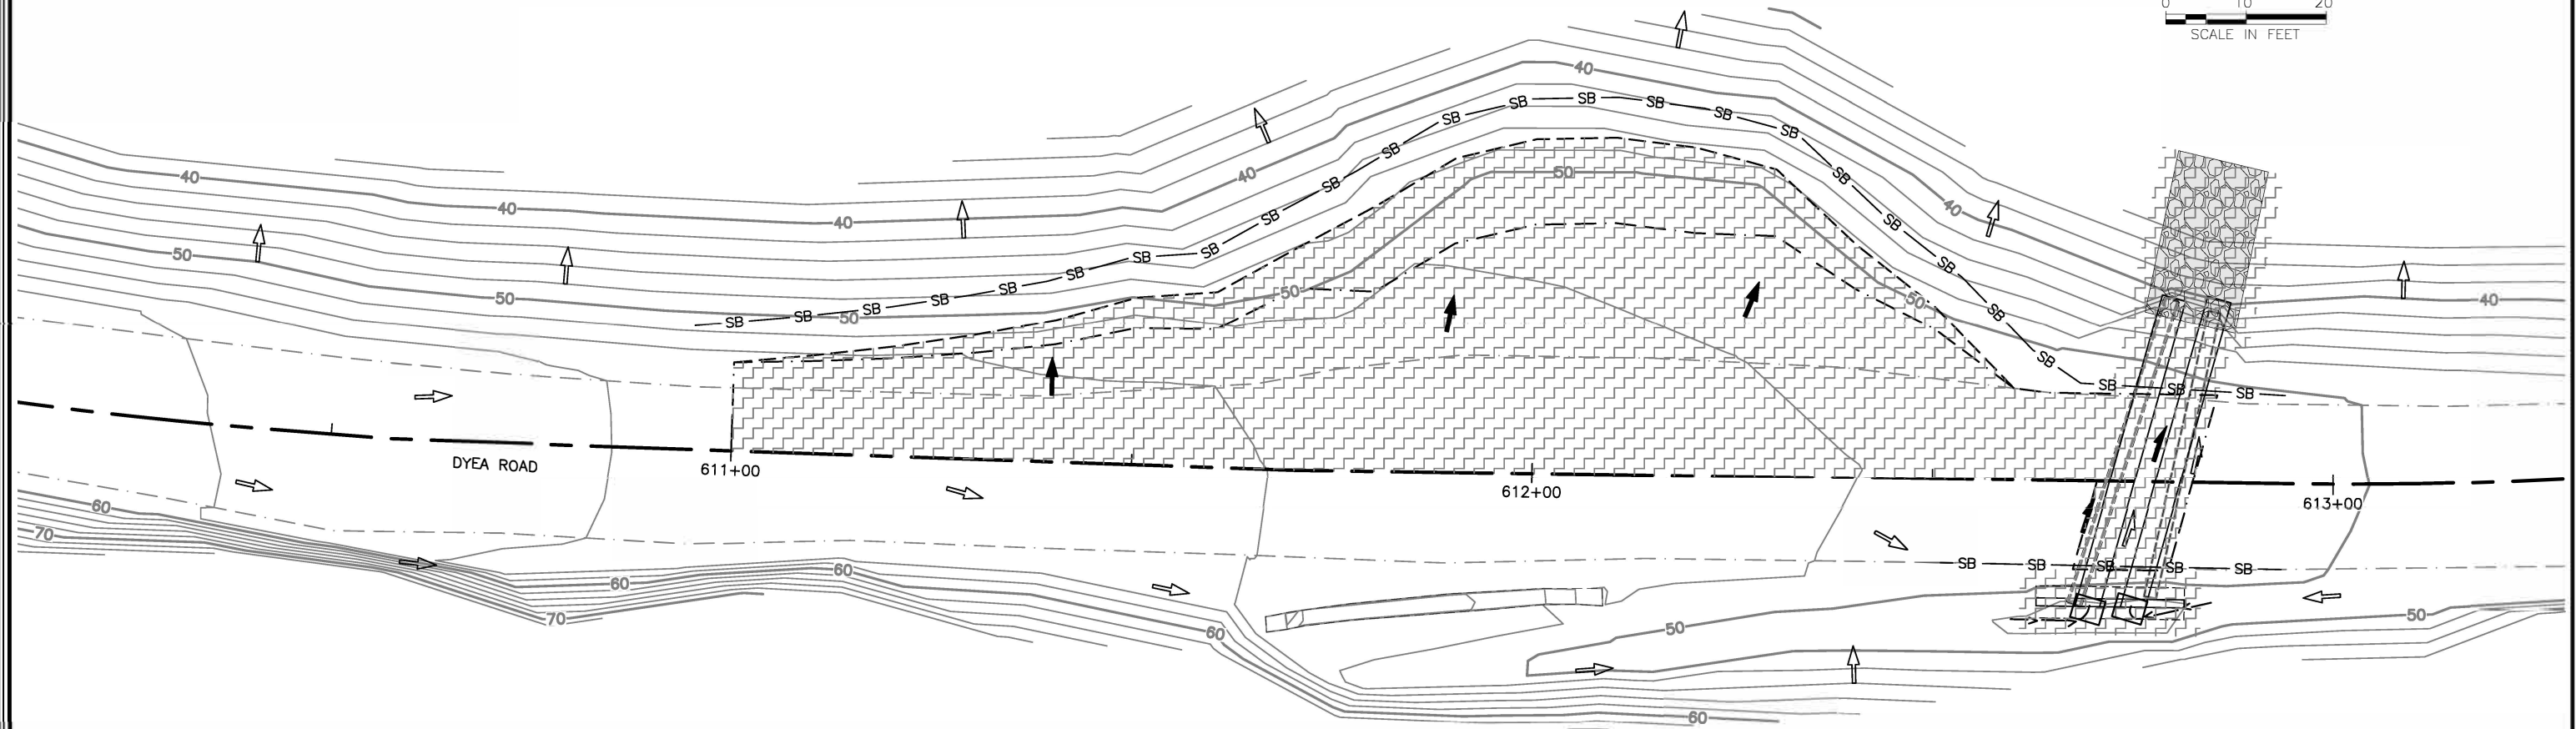 0 10 20
SCALE IN FEET
40
40
SB SB SB SB
SB SB
40 SB
40 40 40 SB SB
50 50
SB SB
SB SB
SB SB
50 SB SB
50 SB SB SB SB 50 SB 40
SB SB SB 50
SB
SB SB SB
DYEA ROAD
611+00 612+00 613+00
60
70
60 60 SB SB SB SB SB
70 60 50 50
60